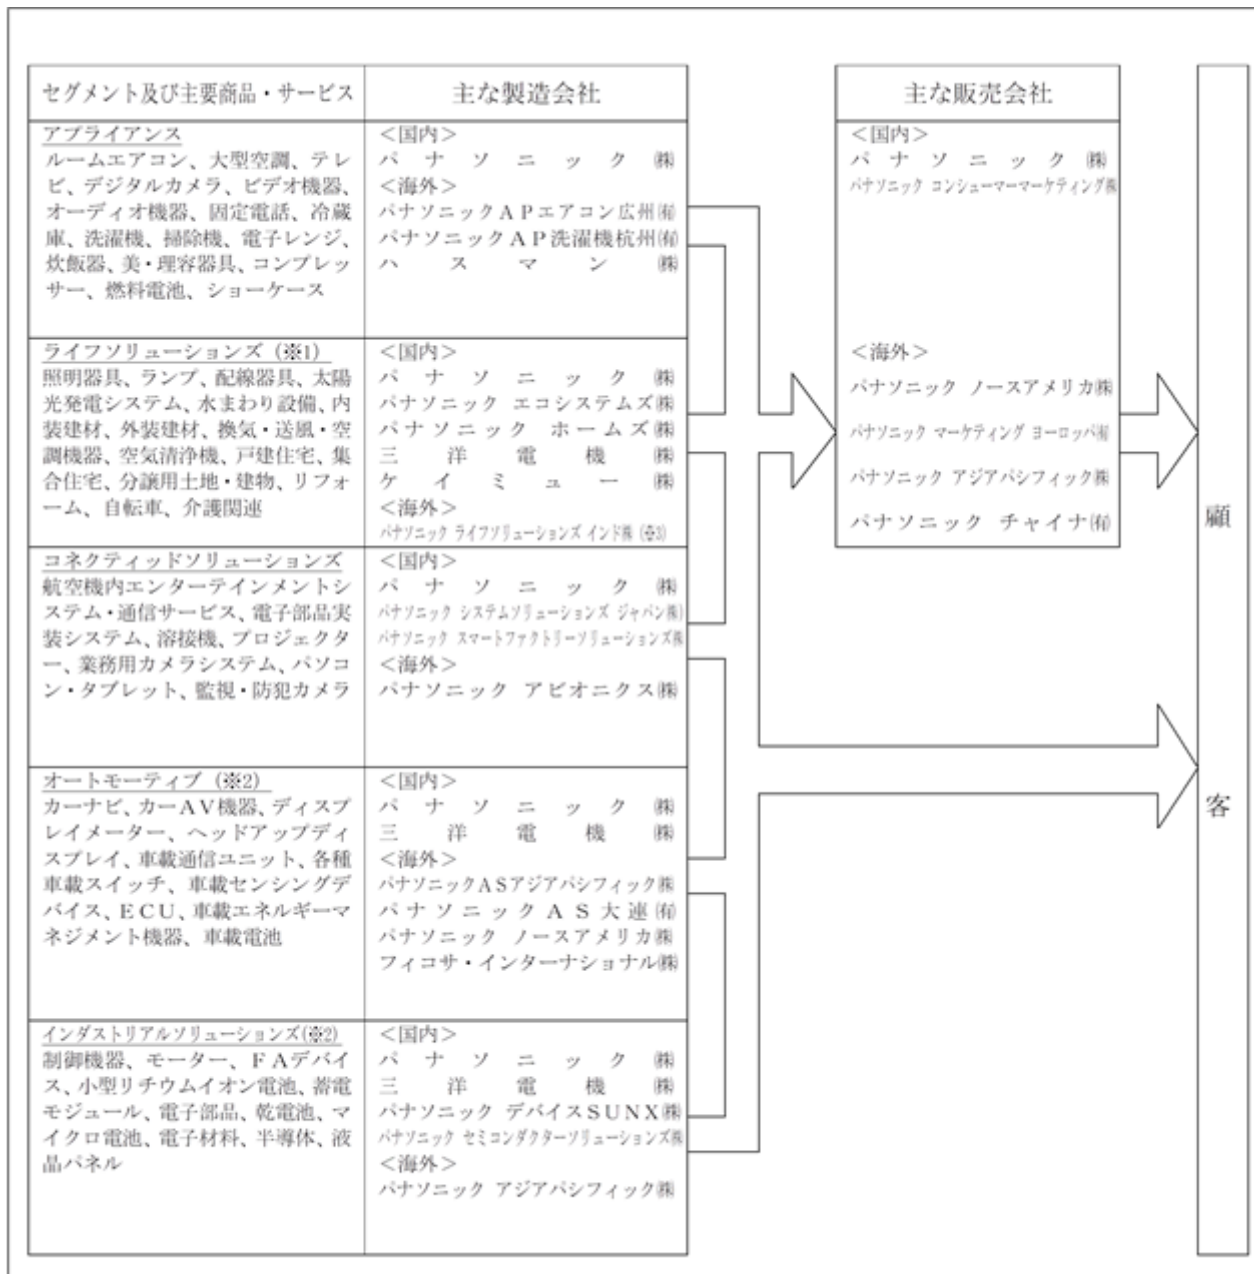 セグメント及び主要商品・サービス
主な製造会社
アプライアンス
ルームエアコン、大型空調、テレ
ビ、デジタルカメラ、ビデオ機器、
オーディオ機器、固定電話、冷蔵
庫、洗濯機、掃除機、電子レンジ、
炊飯器、美・理容器具、コンプレッ
サー、燃料電池、ショーケース
<国内>
パナソニック㈱
<海外>
パナソニックAPエアコン広州㈲
パナソニックAP洗濯機杭州㈲
ハスマン㈱
ライフソリューションズ (※1)
照明器具、ランプ、配線器具、太陽
光発電システム、水まわり設備、内
装建材、外装建材、換気・送風・空
調機器、空気清浄機、戸建住宅、集
合住宅、分譲用土地・建物、リフォ
ーム、自転車、介護関連
<国内>
パナソニック㈱
パナソニック エコシステムズ㈱
パナソニック ホームズ㈱
三洋電機㈱
ケイミュー㈱
<海外>
パナソニック ライフソリューションズ インド㈱ (※3)
コネクティッドソリューションズ
航空機内エンターテインメントシ
ステム・通信サービス、電子部品実
装システム、溶接機、プロジェクタ
ー、業務用カメラシステム、パソコ
ン・タブレット、監視・防犯カメラ
<国内>
パナソニック㈱
パナソニック システムソリューションズ ジャパン㈱
パナソニック スマートファクトリーソリューションズ㈱
<海外>
パナソニック アビオニクス㈱
オートモーティブ (※2)
カーナビ、カーAV機器、ディスプ
レイメーター、ヘッドアップディ
スプレイ、車載通信ユニット、各種
車載スイッチ、車載センシングデ
バイス、ECU、車載エネルギーマ
ネジメント機器、車載電池
<国内>
パナソニック㈱
三洋電機㈱
<海外>
パナソニックASアジアパシフィック㈱
パナソニックAS大連㈲
パナソニック ノースアメリカ㈱
フィコサ・インターナショナル㈱
インダストリアルソリューションズ(※2)
制御機器、モーター、FAデバイ
ス、小型リチウムイオン電池、蓄電
モジュール、電子部品、乾電池、マ
イクロ電池、電子材料、半導体、液
晶パネル
<国内>
パナソニック㈱
三洋電機㈱
パナソニック デバイスSUNX㈱
パナソニック セミコンダクターソリューションズ㈱
<海外>
パナソニック アジアパシフィック㈱
主な販売会社
<国内>
パナソニック㈱
パナソニック コンシューマーマーケティング㈱
<海外>
パナソニック ノースアメリカ㈱
パナソニック マーケティング ヨーロッパ㈲
パナソニック アジアパシフィック㈱
パナソニック チャイナ㈲
顧客